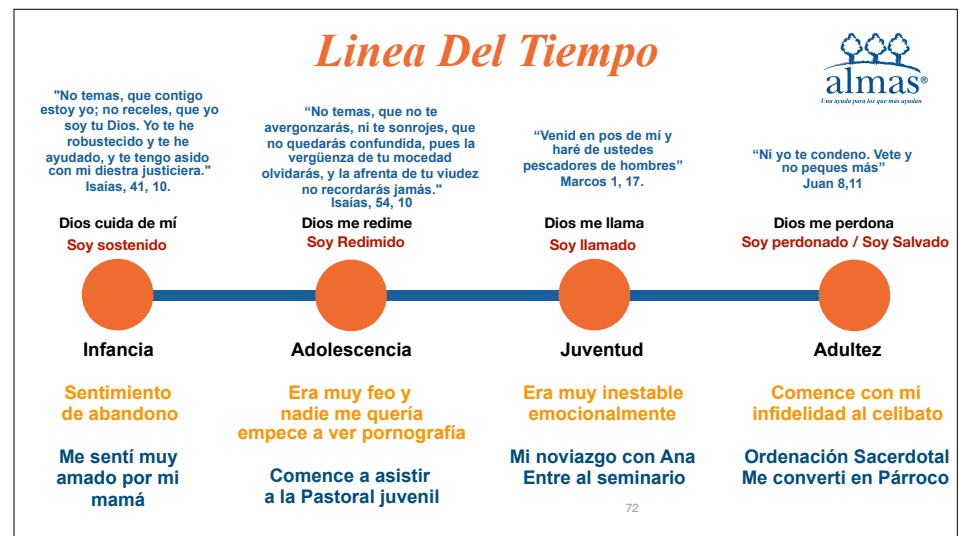 Linea Del Tiempo
almas®
Una ayuda para los que más ayudan
"No temas, que contigo
estoy yo; no receles, que yo
soy tu Dios. Yo te he
robustecido y te he
ayudado, y te tengo asido
con mi diestra justiciera."
Isaías, 41, 10.
“No temas, que no te
avergonzarás, ni te sonrojes, que
no quedarás confundida, pues la
vergüenza de tu mocedad
olvidarás, y la afrenta de tu viudez
no recordarás jamás."
Isaías, 54, 10
“Venid en pos de mí y
haré de ustedes
pescadores de hombres”
Marcos 1, 17.
“Ni yo te condeno. Vete y
no peques más”
Juan 8,11
Dios cuida de mí
Soy sostenido
Dios me redime
Soy Redimido
Dios me llama
Soy llamado
Dios me perdona
Soy perdonado / Soy Salvado
Infancia
Adolescencia
Juventud
Adultez
Sentimiento
de abandono
Era muy feo y
nadie me quería
empece a ver pornografía
Era muy inestable
emocionalmente
Comence con mi
infidelidad al celibato
Me sentí muy
amado por mi
mamá
Comence a asistir
a la Pastoral juvenil
Mi noviazgo con Ana
Entre al seminario
Ordenación Sacerdotal
Me converti en Párroco
72